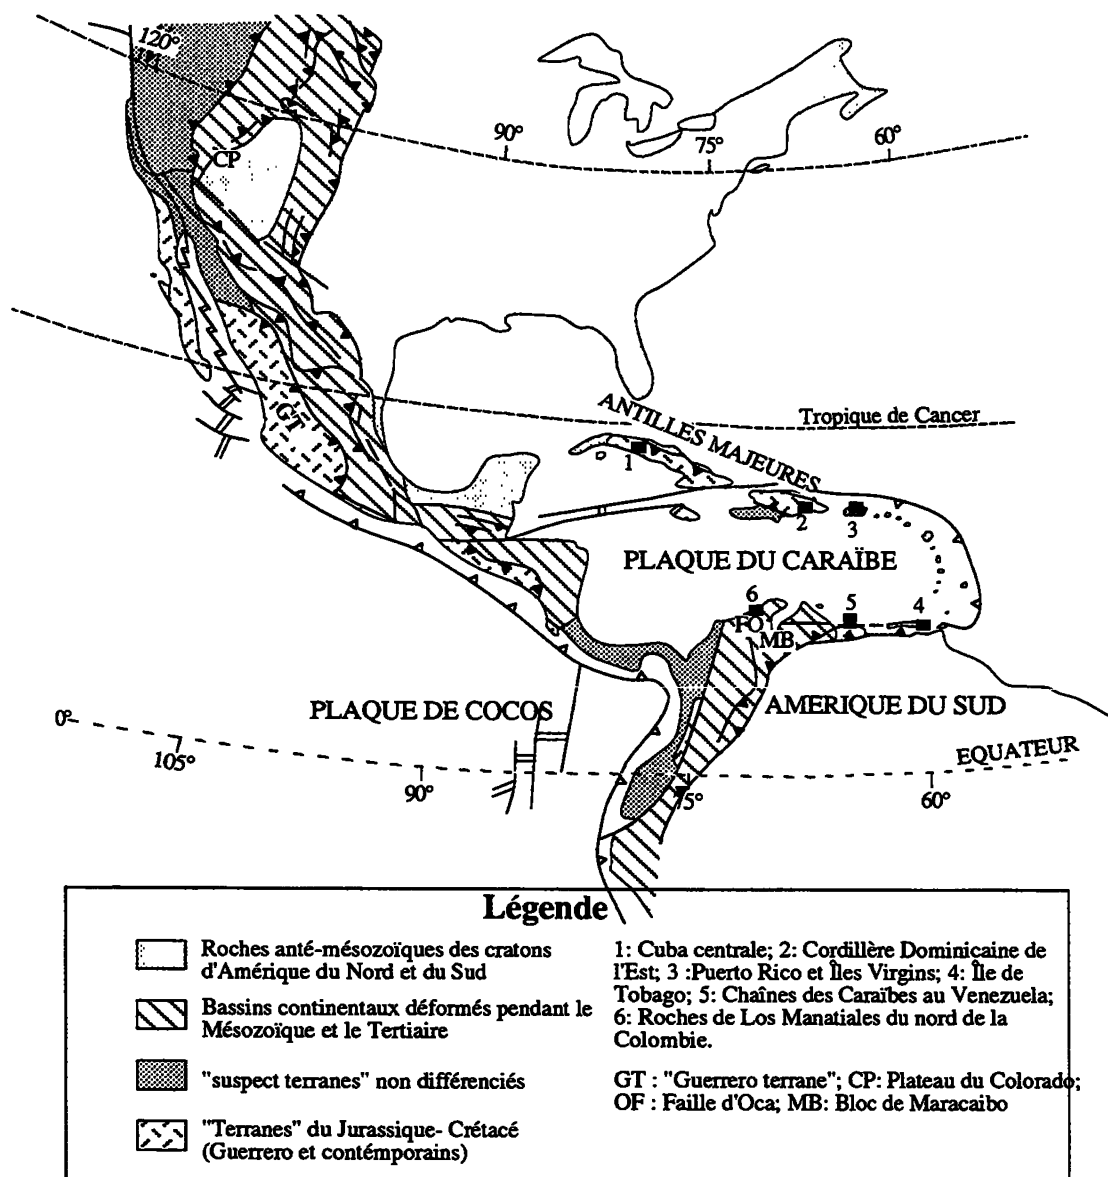 120°
CP
90°
75°
60°
GT
ANTILLES MAJEURES
Tropique de Cancer
1
2
3
PLAQUE DU CARAÏBE
6
5
4
FO
MB
PLAQUE DE COCOS
AMERIQUE DU SUD
0°
EQUATEUR
105°
90°
75°
60°
Légende
Roches anté-mésozoïques des cratons
d'Amérique du Nord et du Sud
Bassins continentaux déformés pendant le
Mésozoïque et le Tertiaire
"suspect terranes" non différenciés
"Terranes" du Jurassique- Crétacé
(Guerrero et contémporains)
1: Cuba centrale; 2: Cordillère Dominicaine de
l'Est; 3 :Puerto Rico et Îles Virgins; 4: Île de
Tobago; 5: Chaînes des Caraïbes au Venezuela;
6: Roches de Los Manatiales du nord de la
Colombie.
GT : "Guerrero terrane"; CP: Plateau du Colorado;
OF : Faille d'Oca; MB: Bloc de Maracaibo